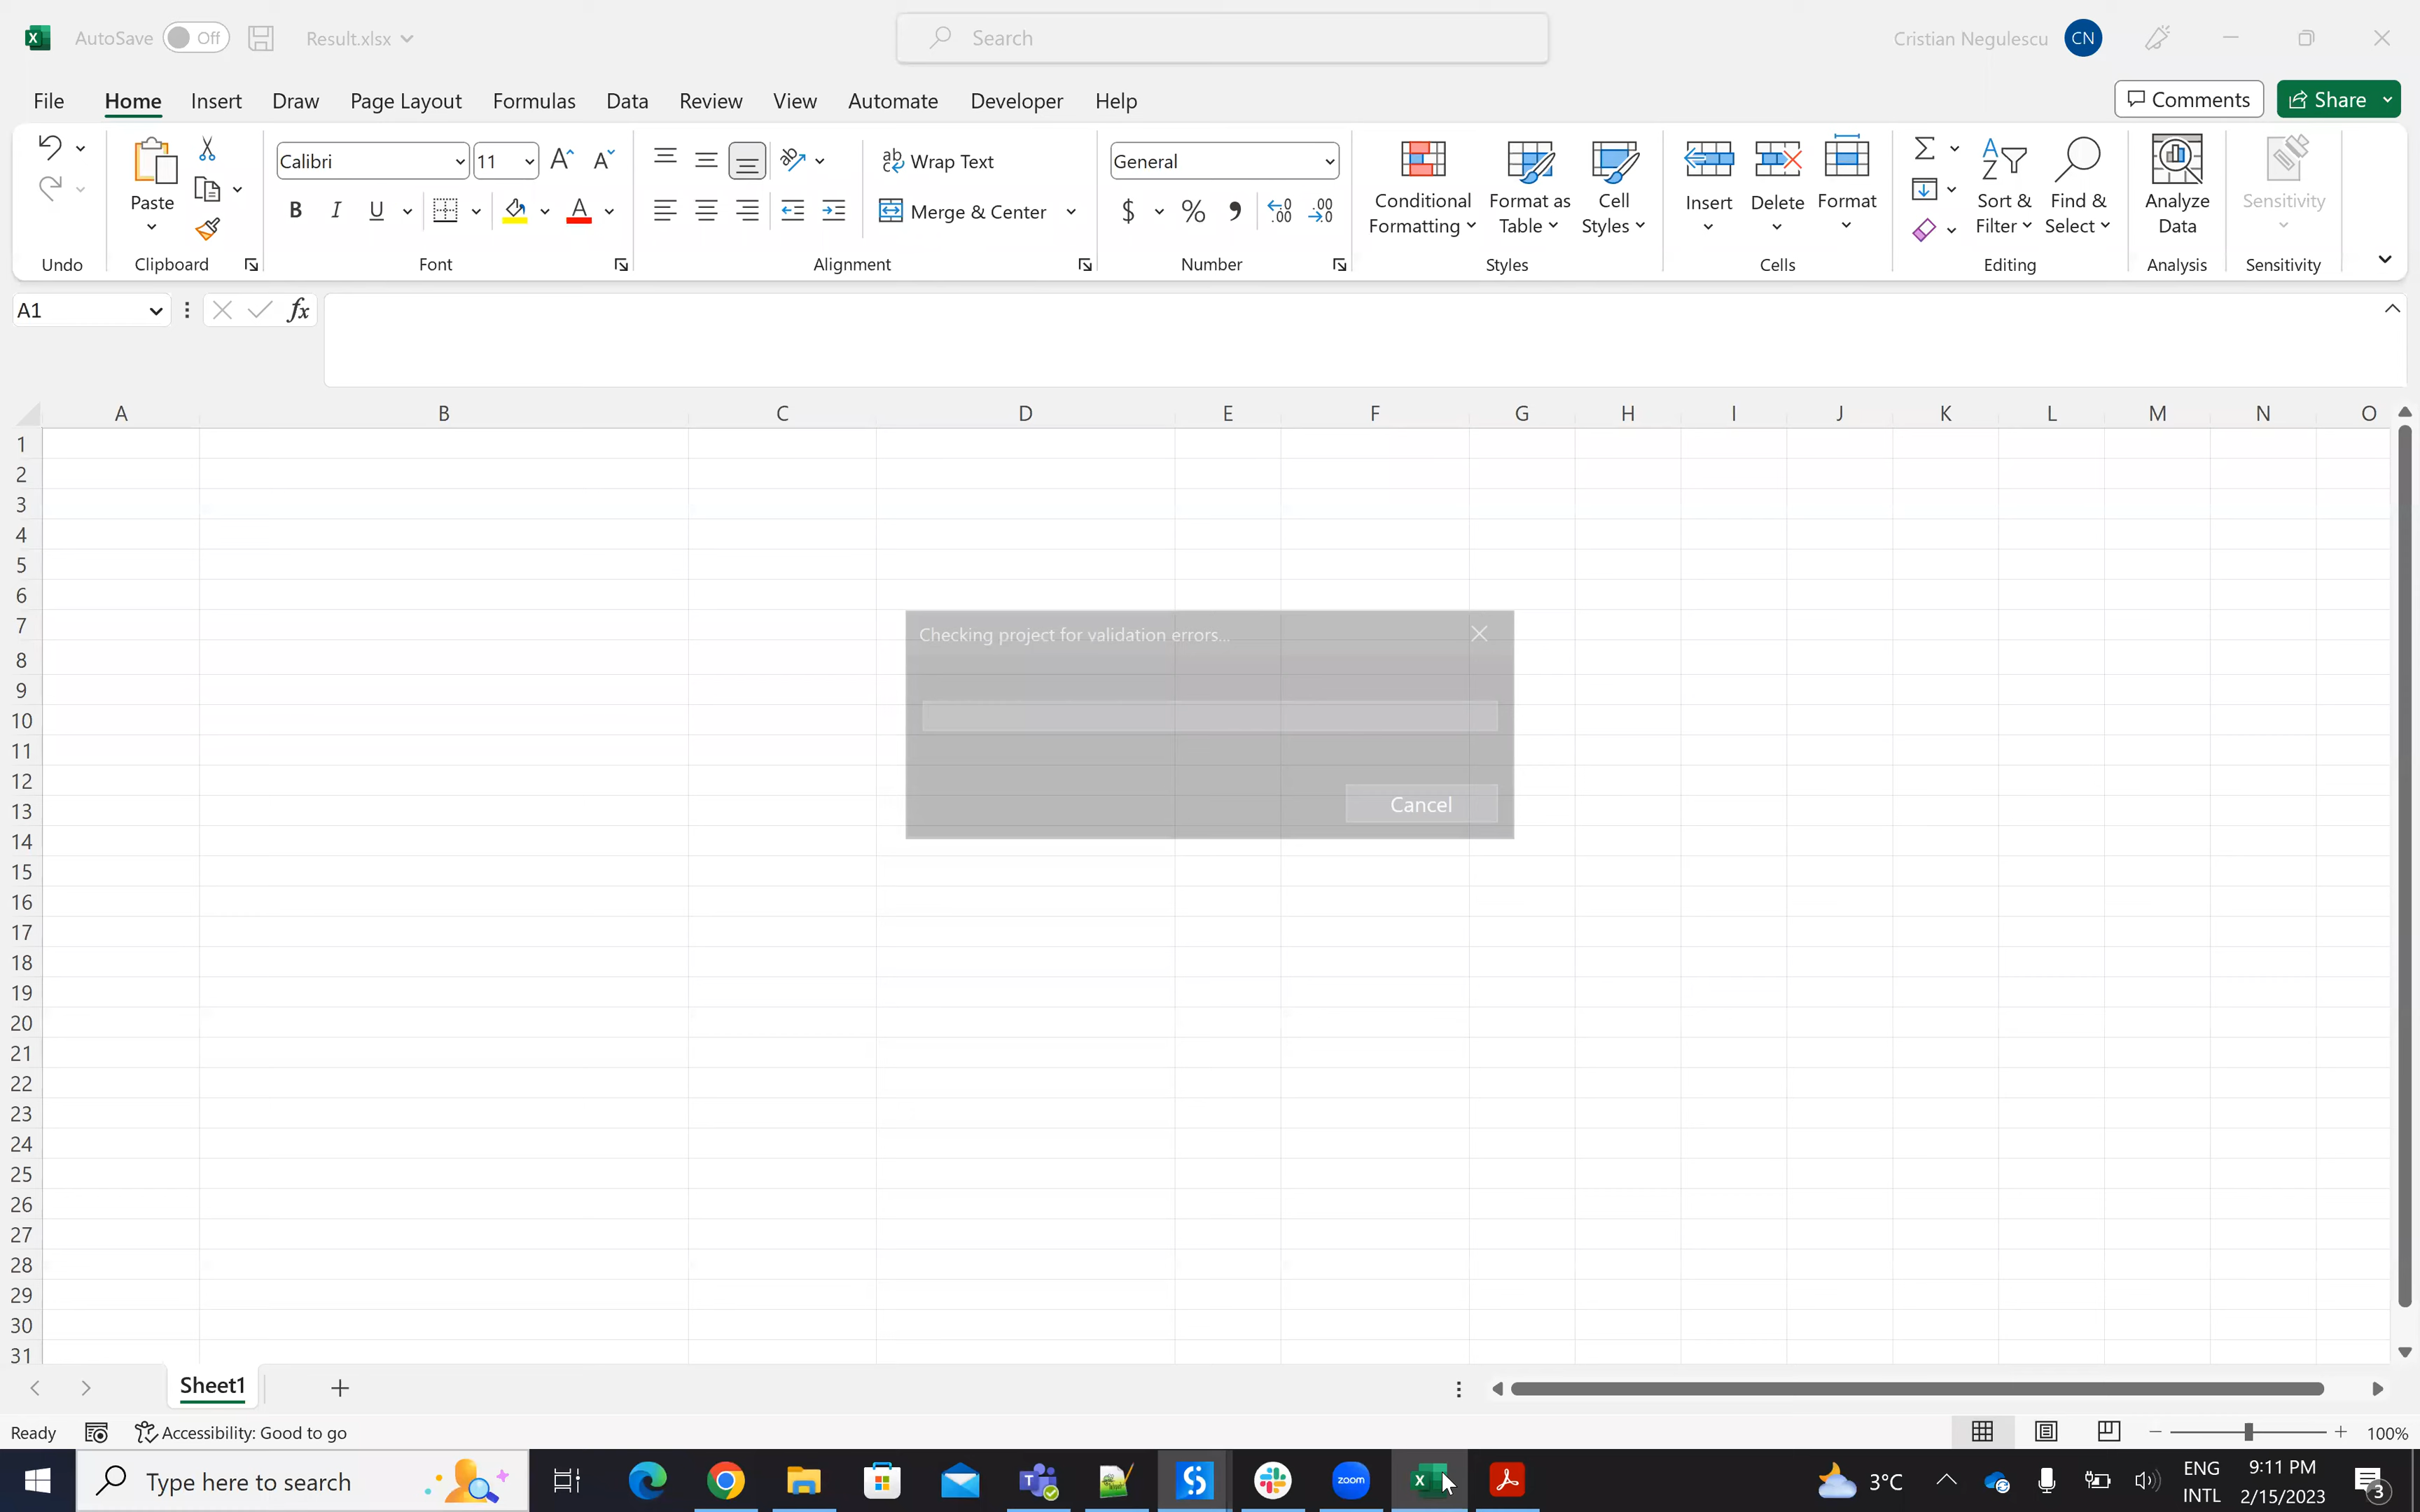 AutoSave Off Result.xlsx Search Cristian Negulescu CN
File Home Insert Draw Page Layout Formulas Data Review View Automate Developer Help Comments Share
Paste Calibri 11 Wrap Text General Conditional Formatting Format as Table Cell Styles Insert Delete Format Sort & Filter Find & Select Analyze Data Sensitivity
B I U A Merge & Center $ % 9
Undo Clipboard Font Alignment Number Styles Cells Editing Analysis Sensitivity
A1 fx
A B C D E F G H I J K L M N O
1
2
3
4
5
6
7
Checking project for validation errors...
8
9
10
11
12
13
Cancel
14
15
16
17
18
19
20
21
22
23
24
25
26
27
28
29
30
31
Sheet1
Ready Accessibility: Good to go 100%
Type here to search zoom 3°C ENG 9:11 PM
INTL 2/15/2023 3